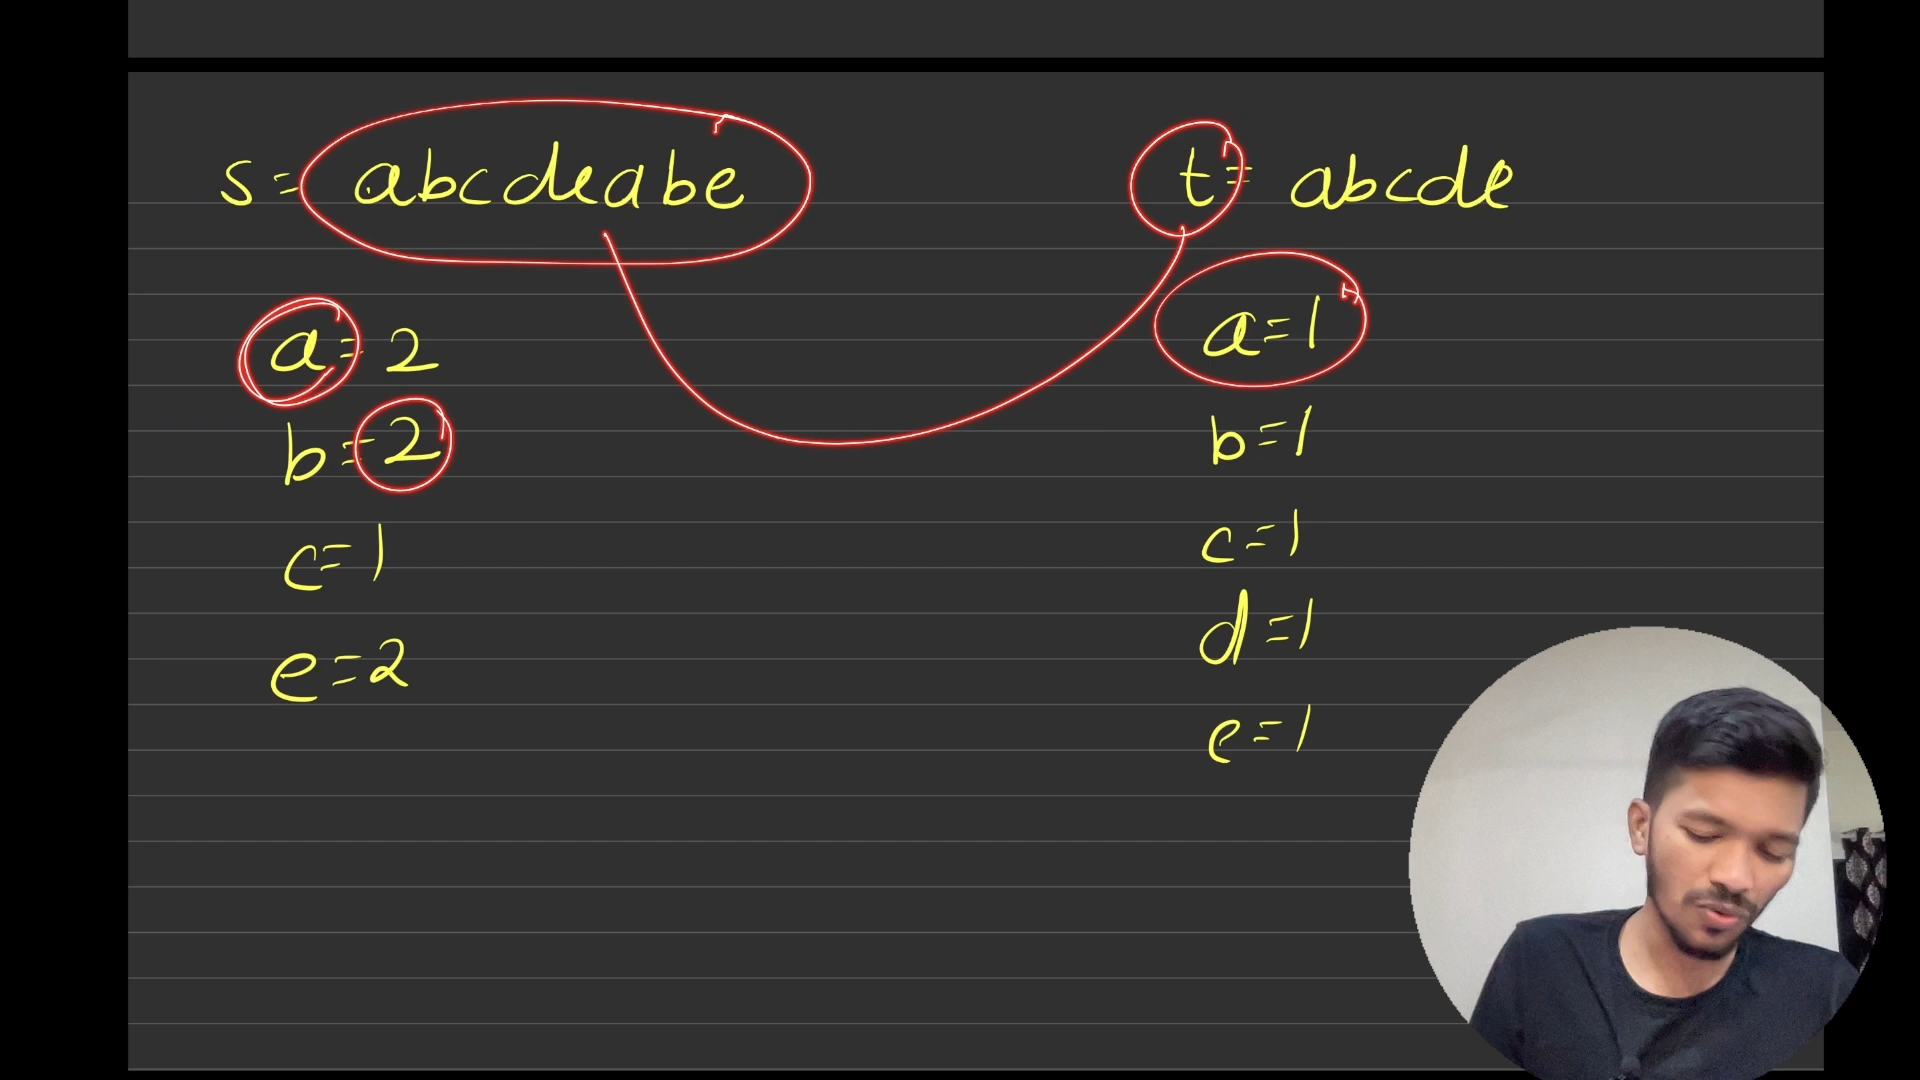 s= abcdeabe
t= abcde
a= 2
b= 2
c=1
e=2
a=1
b=1
c=1
d=1
e=1